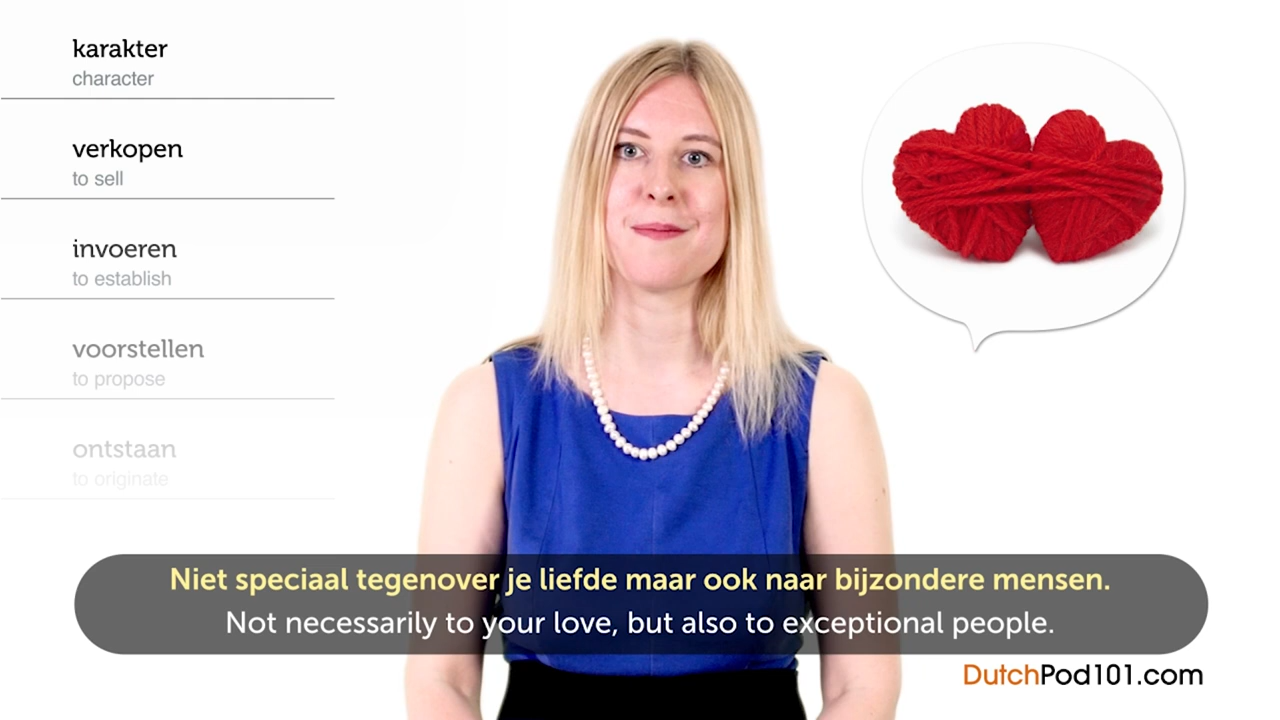 karakter
character
verkopen
to sell
invoeren
to establish
voorstellen
to propose
ontstaan
to originate
Niet speciaal tegenover je liefde maar ook naar bijzondere mensen.
Not necessarily to your love, but also to exceptional people.
DutchPod101.com